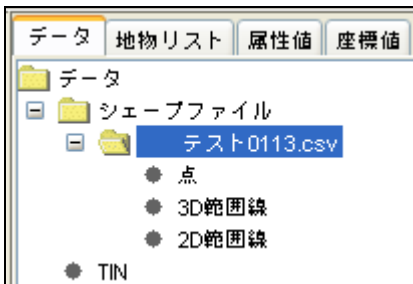 データ 地物リスト 属性値 座標値
データ
シェープファイル
テスト0113.csv
点
3D範囲線
2D範囲線
TIN